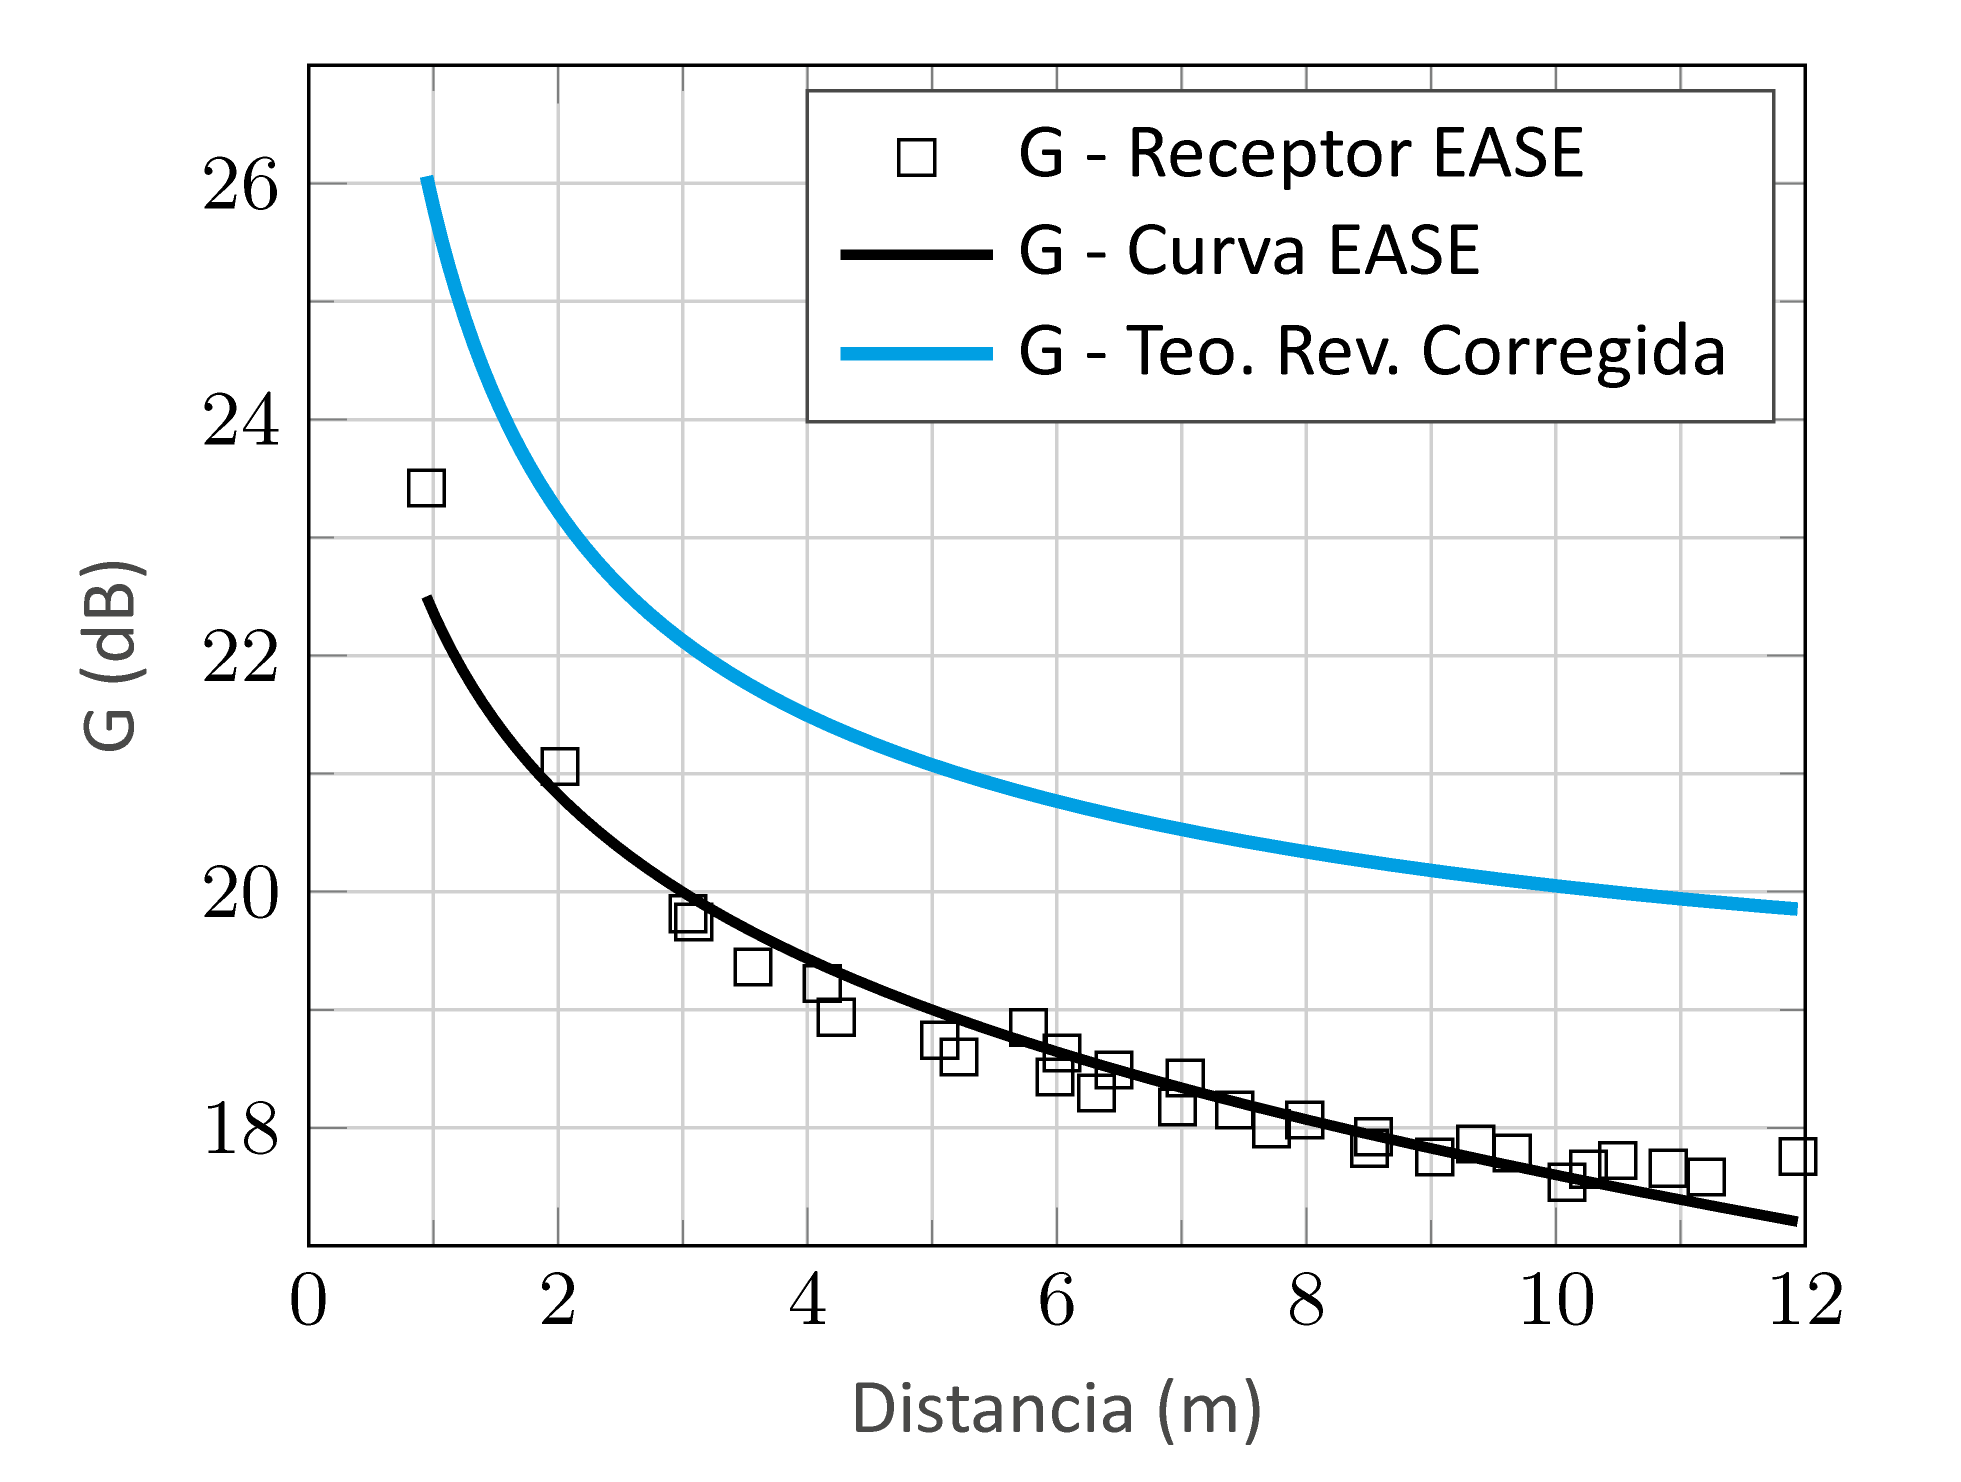 G - Receptor EASE
G - Curva EASE
G - Teo. Rev. Corregida
26
24
22
20
18
G (dB)
0 2 4 6 8 10 12
Distancia (m)